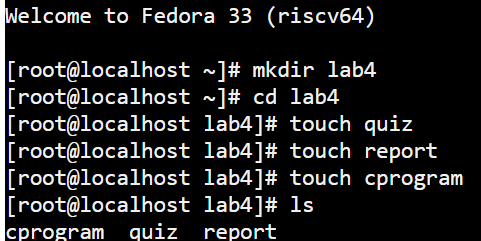 Welcome to Fedora 33 (riscv64)
[root@localhost ~]# mkdir lab4
[root@localhost ~]# cd lab4
[root@localhost lab4]# touch quiz
[root@localhost lab4]# touch report
[root@localhost lab4]# touch cprogram
[root@localhost lab4]# ls
cprogram  quiz  report